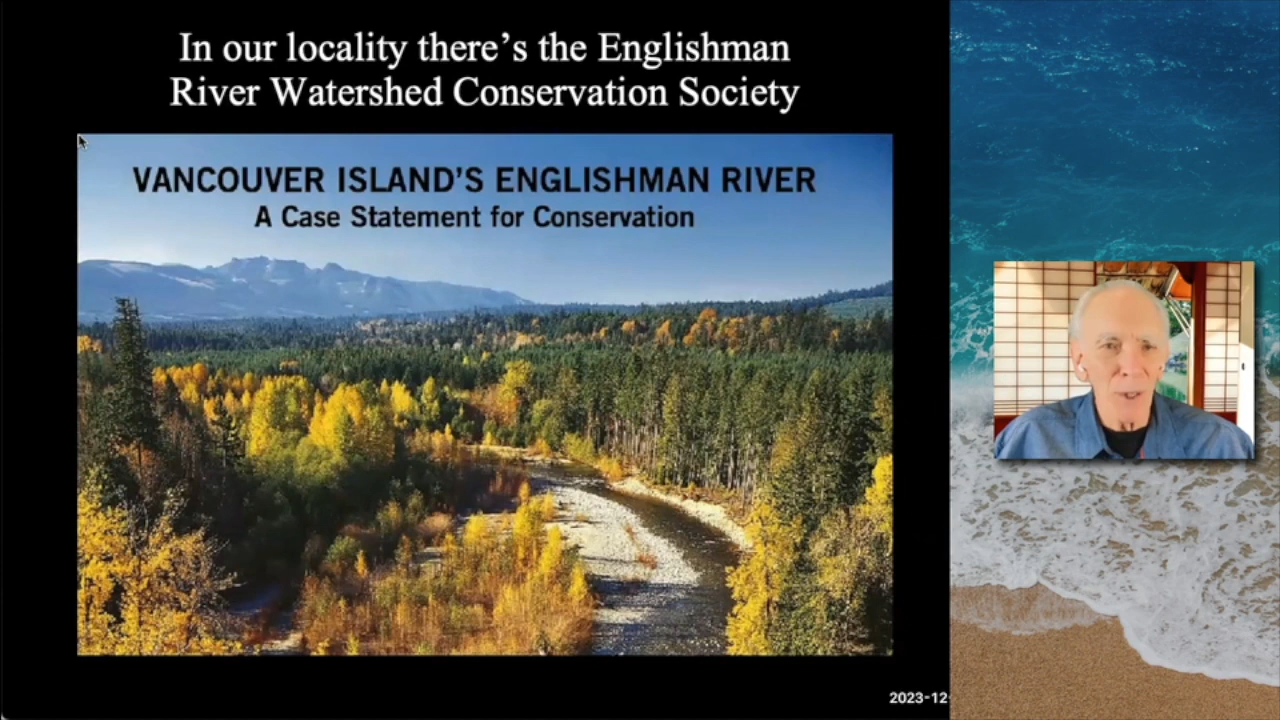 In our locality there's the Englishman
River Watershed Conservation Society
VANCOUVER ISLAND'S ENGLISHMAN RIVER
A Case Statement for Conservation
2023-12-